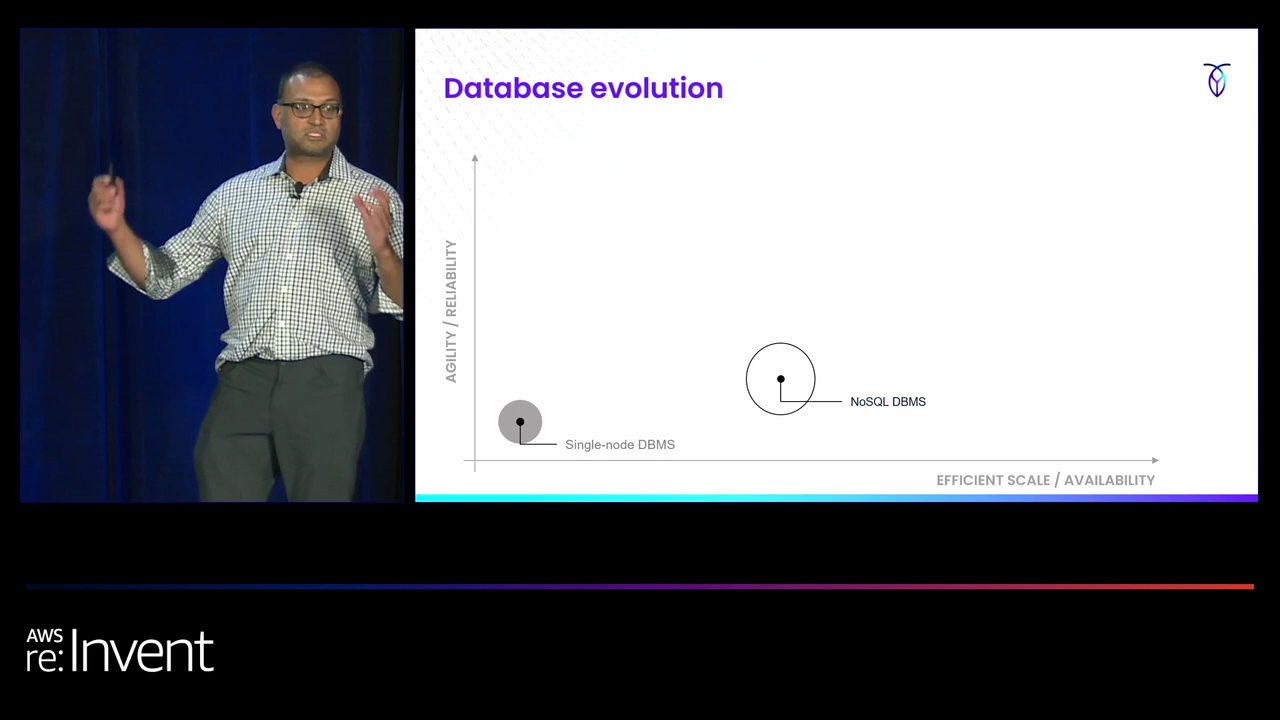 Database evolution
AGILITY / RELIABILITY
NoSQL DBMS
Single-node DBMS
EFFICIENT SCALE / AVAILABILITY
AWS
re:Invent